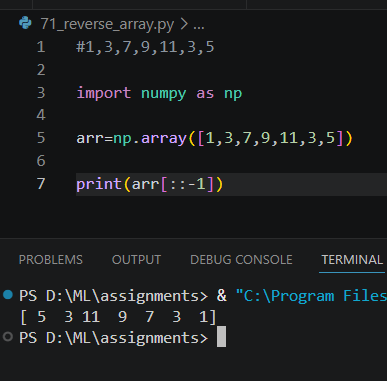 71_reverse_array.py > ...
1 #1,3,7,9,11,3,5
2
3 import numpy as np
4
5 arr=np.array([1,3,7,9,11,3,5])
6
7 print(arr[::-1])
PROBLEMS OUTPUT DEBUG CONSOLE TERMINAL
PS D:\ML\assignments> & "C:\Program Files
[ 5  3 11  9  7  3  1]
PS D:\ML\assignments>